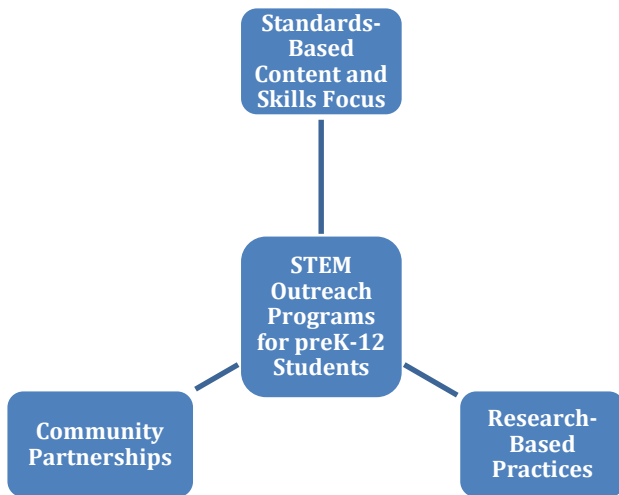 Standards-
Based
Content and
Skills Focus
STEM
Outreach
Programs
for preK-12
Students
Community
Partnerships
Research-
Based
Practices